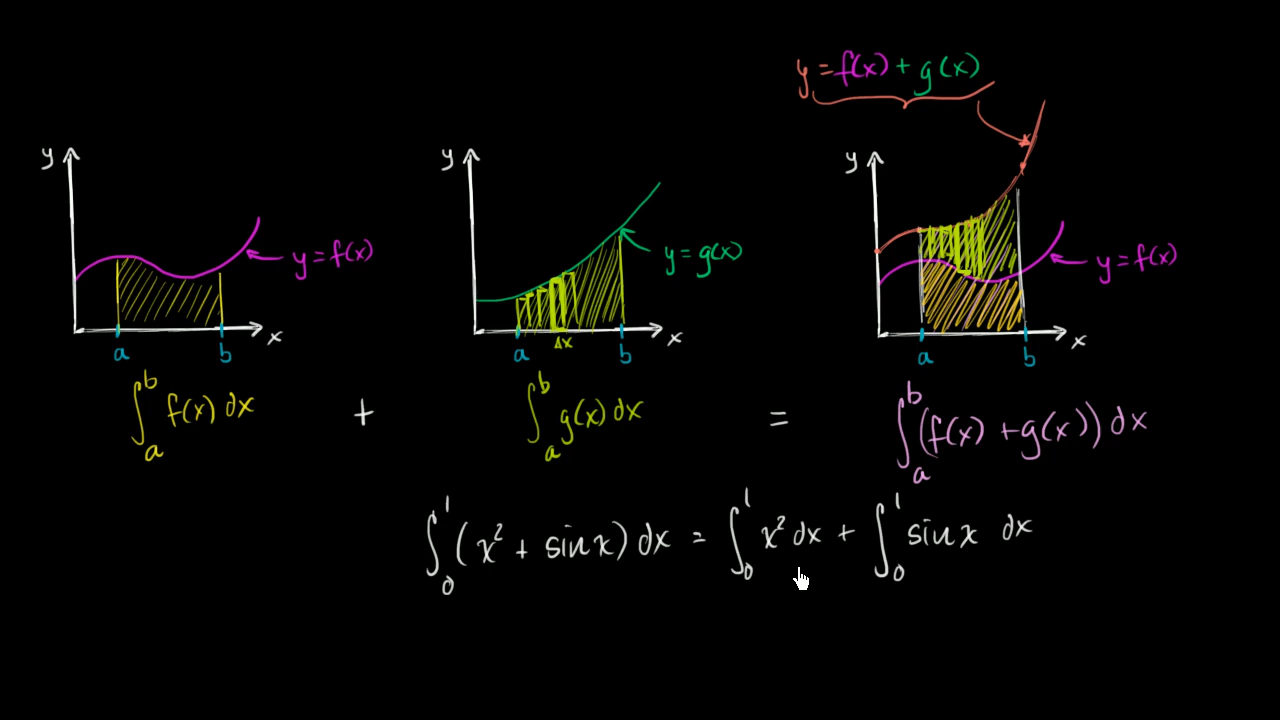 y = f(x) + g(x)
y
y = f(x)
a b x
y
y = g(x)
a Δx b x
y
y = f(x)
a b x
∫_a^b f(x) dx + ∫_a^b g(x) dx = ∫_a^b (f(x) + g(x)) dx
∫_0^1 (x² + sin x) dx = ∫_0^1 x² dx + ∫_0^1 sin x dx